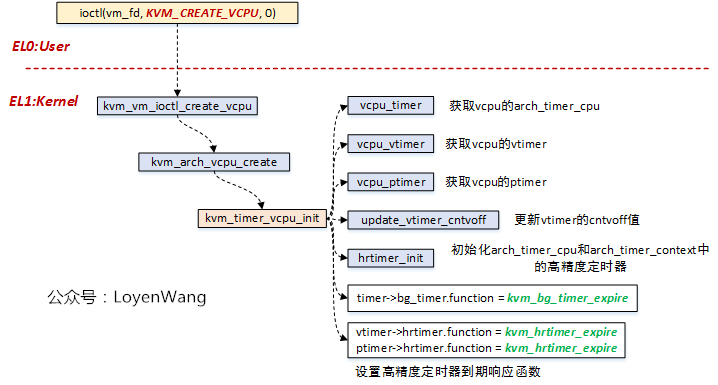 ioctl(vm_fd, KVM_CREATE_VCPU, 0)
EL0:User
EL1:Kernel
kvm_vm_ioctl_create_vcpu
kvm_arch_vcpu_create
kvm_timer_vcpu_init
vcpu_timer 获取vcpu的arch_timer_cpu
vcpu_vtimer 获取vcpu的vtimer
vcpu_ptimer 获取vcpu的ptimer
update_vtimer_cntvoff 更新vtimer的cntvoff值
hrtimer_init 初始化arch_timer_cpu和arch_timer_context中
的高精度定时器
timer->bg_timer.function = kvm_bg_timer_expire
vtimer->hrtimer.function = kvm_hrtimer_expire
ptimer->hrtimer.function = kvm_hrtimer_expire
设置高精度定时器到期响应函数
公众号：LoyenWang